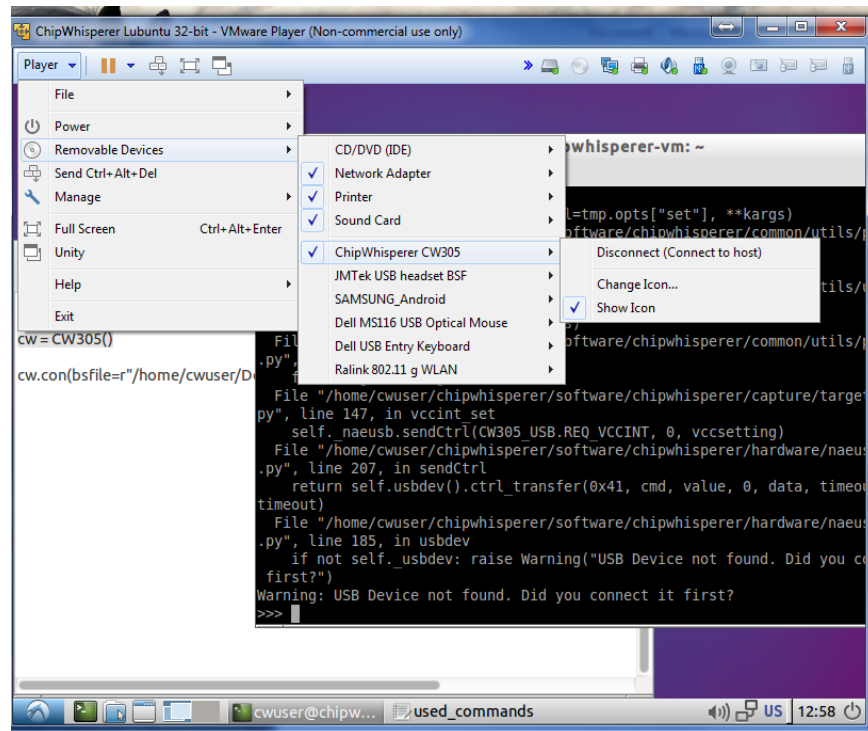 ChipWhisperer Lubuntu 32-bit - VMware Player (Non-commercial use only)
Player
File
Power
Removable Devices
Send Ctrl+Alt+Del
Manage
Full Screen Ctrl+Alt+Enter
Unity
Help
Exit
CD/DVD (IDE)
Network Adapter
Printer
Sound Card
ChipWhisperer CW305
JMTek USB headset BSF
SAMSUNG_Android
Dell MS116 USB Optical Mouse
Dell USB Entry Keyboard
Ralink 802.11 g WLAN
Disconnect (Connect to host)
Change Icon...
Show Icon
pwhisperer-vm: ~
l=tmp.opts["set"], **kargs)
oftware/chipwhisperer/common/utils/p
tils/u
cw = CW305()
cw.con(bsfile=r"/home/cwuser/De
Fil
oftware/chipwhisperer/common/utils/p
.py",
File "/home/cwuser/chipwhisperer/software/chipwhisperer/capture/target
py", line 147, in vccint_set
self._naeusb.sendCtrl(CW305_USB.REQ_VCCINT, 0, vccsetting)
File "/home/cwuser/chipwhisperer/software/chipwhisperer/hardware/naeus
.py", line 207, in sendCtrl
return self.usbdev().ctrl_transfer(0x41, cmd, value, 0, data, timeou
timeout)
File "/home/cwuser/chipwhisperer/software/chipwhisperer/hardware/naeus
.py", line 185, in usbdev
if not self._usbdev: raise Warning("USB Device not found. Did you co
first?")
Warning: USB Device not found. Did you connect it first?
>>>
cwuser@chipw...
used_commands
US
12:58